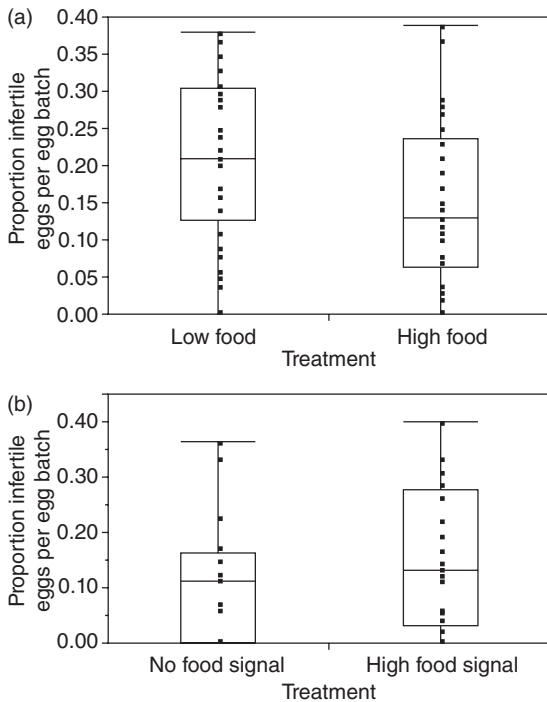 (a)
Proportion infertile
eggs per egg batch
0.40
0.35
0.30
0.25
0.20
0.15
0.10
0.05
0.00
Low food
High food
Treatment
(b)
Proportion infertile
eggs per egg batch
0.40
0.30
0.20
0.10
0.00
No food signal
High food signal
Treatment